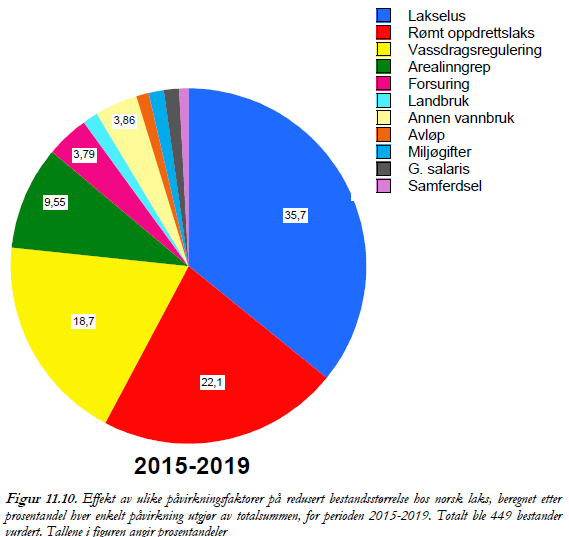 Lakselus
Rømt oppdrettslaks
Vassdragsregulering
Arealinngrep
Forsuring
Landbruk
Annen vannbruk
Avløp
Miljøgifter
G. salaris
Samferdsel
3,86
3,79
9,55
35,7
18,7
22,1
2015-2019
Figur 11.10. Effekt av ulike påvirkningsfaktorer på redusert bestandsstørrelse hos norsk laks, beregnet etter
prosentandel hver enkelt påvirkning utgjør av totalsummen, for perioden 2015-2019. Totalt ble 449 bestander
vurdert. Tallene i figuren angir prosentandeler